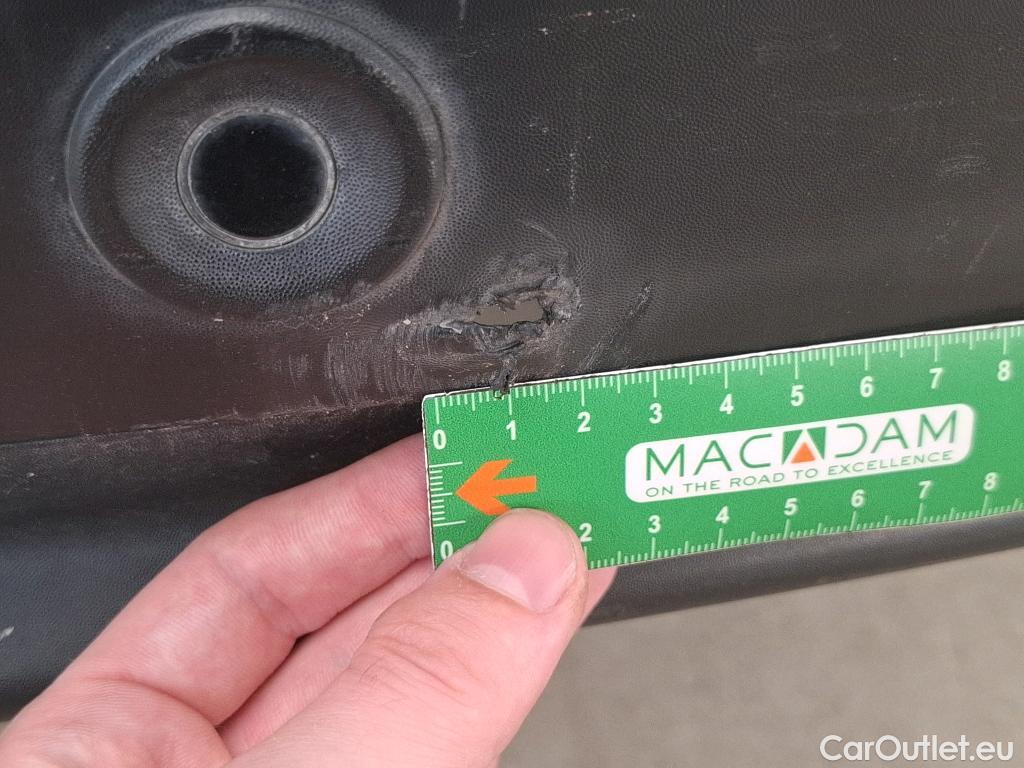 0 1 2 3 4 5 6 7 8
MACADAM
ON THE ROAD TO EXCELLENCE
0 2 3 4 5 6 7 8
CarOutlet.eu